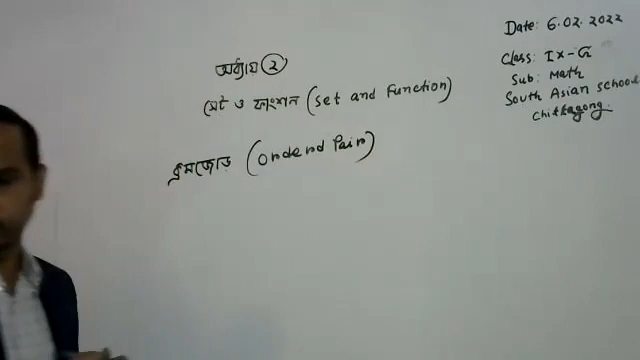 Date: 6.02.2022
Class: IX-G
Sub: Math
South Asian school
Chittagong.
অধ্যায় ২
সেট ও ফাংশন (Set and Function)
ক্রমজোড় (Orderd Pair)